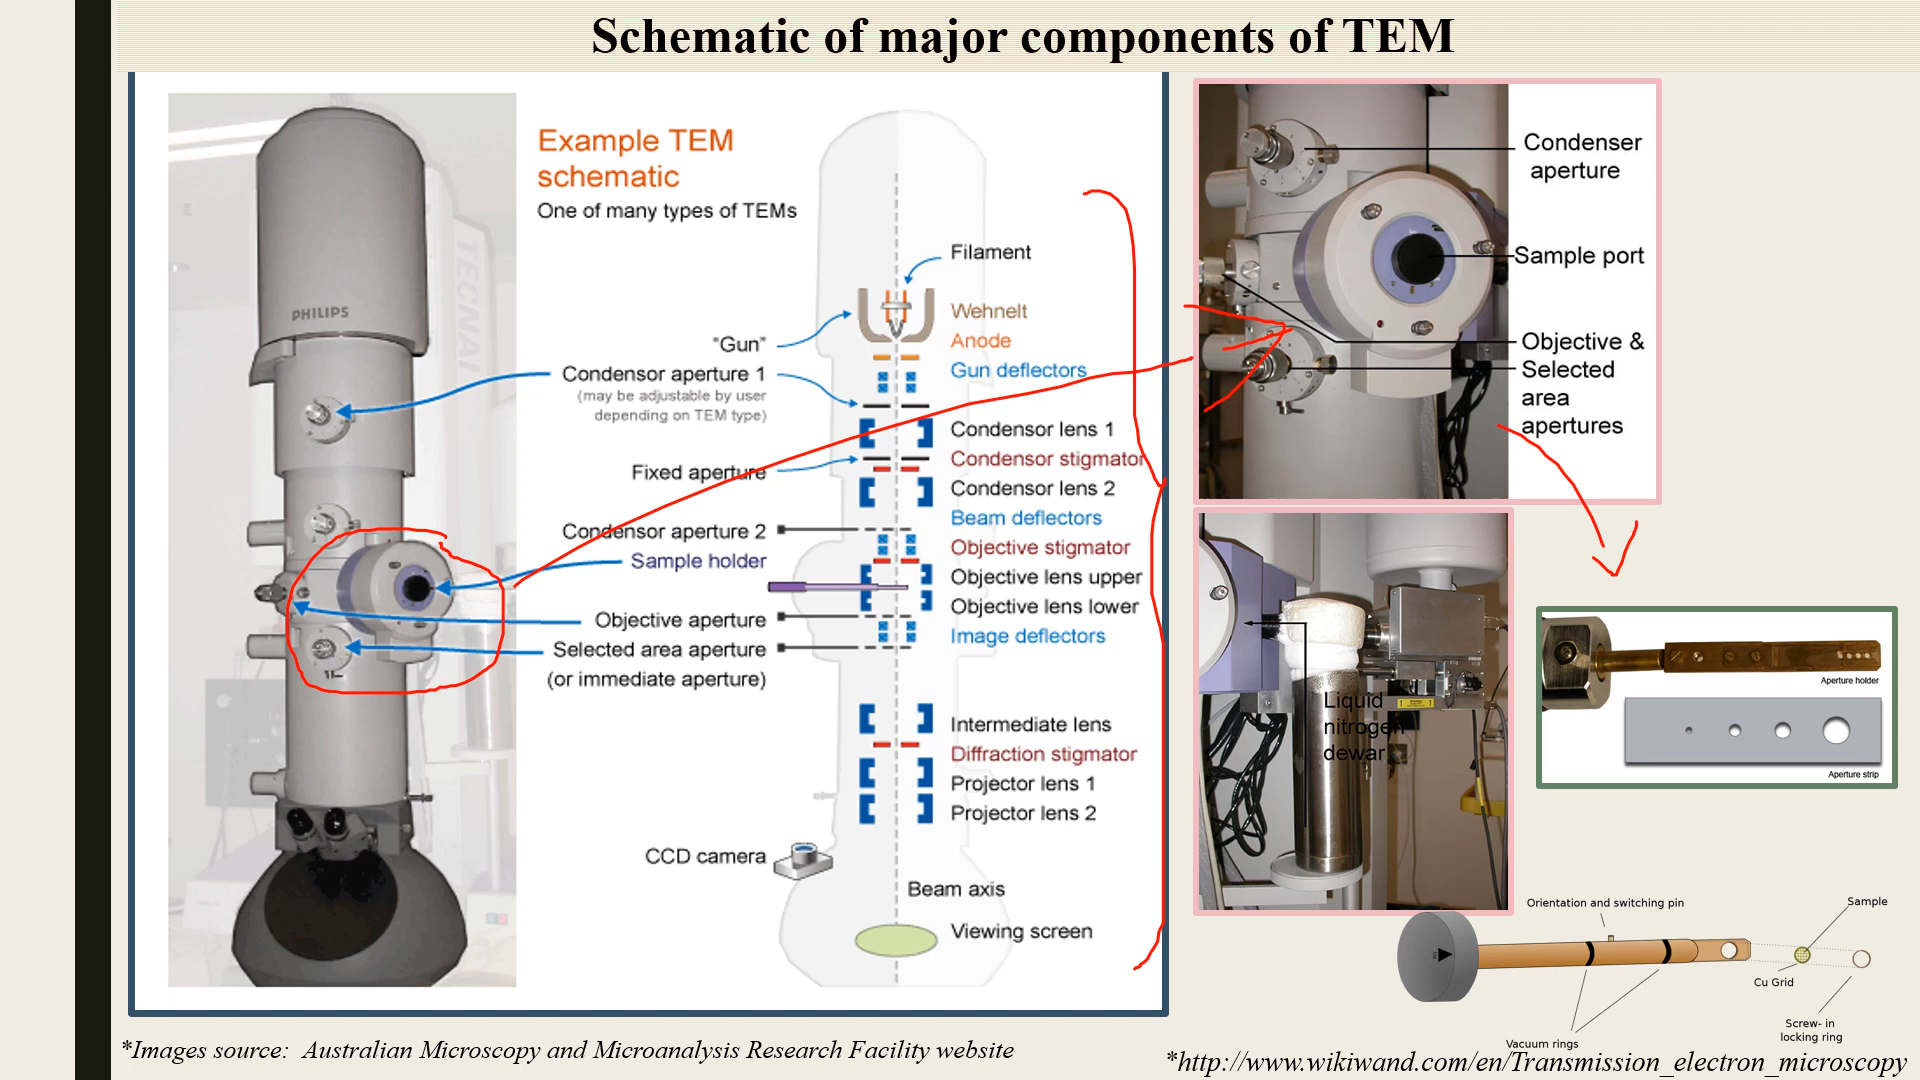 Schematic of major components of TEM
Example TEM
schematic
One of many types of TEMs
PHILIPS
TECNAI
Filament
Wehnelt
Anode
Gun deflectors
"Gun"
Condensor aperture 1
(may be adjustable by user
depending on TEM type)
Condensor lens 1
Condensor stigmator
Fixed aperture
Condensor lens 2
Condensor aperture 2
Beam deflectors
Sample holder
Objective stigmator
Objective lens upper
Objective lens lower
Objective aperture
Image deflectors
Selected area aperture
(or immediate aperture)
Intermediate lens
Diffraction stigmator
Projector lens 1
Projector lens 2
CCD camera
Beam axis
Viewing screen
Condenser
aperture
Sample port
Objective &
Selected
area
apertures
Liquid
nitrogen
dewar
Aperture holder
Aperture strip
Orientation and switching pin
Sample
Cu Grid
Screw- in
locking ring
Vacuum rings
*Images source:  Australian Microscopy and Microanalysis Research Facility website
*http://www.wikiwand.com/en/Transmission_electron_microscopy